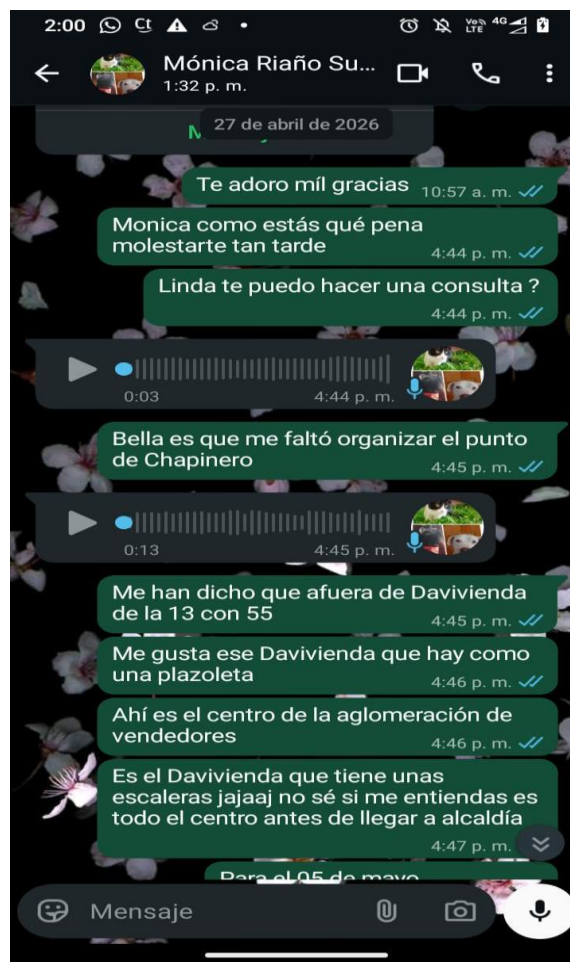 2:00
Vo)) 4G
LTE
Mónica Riaño Su...
1:32 p. m.
27 de abril de 2026
Te adoro míl gracias 10:57 a. m.
Monica como estás qué pena
molestarte tan tarde 4:44 p. m.
Linda te puedo hacer una consulta ?
4:44 p. m.
0:03 4:44 p. m.
Bella es que me faltó organizar el punto
de Chapinero 4:45 p. m.
0:13 4:45 p. m.
Me han dicho que afuera de Davivienda
de la 13 con 55 4:45 p. m.
Me gusta ese Davivienda que hay como
una plazoleta 4:46 p. m.
Ahí es el centro de la aglomeración de
vendedores 4:46 p. m.
Es el Davivienda que tiene unas
escaleras jajaaj no sé si me entiendas es
todo el centro antes de llegar a alcaldía
4:47 p. m.
Para el 05 de mayo
Mensaje